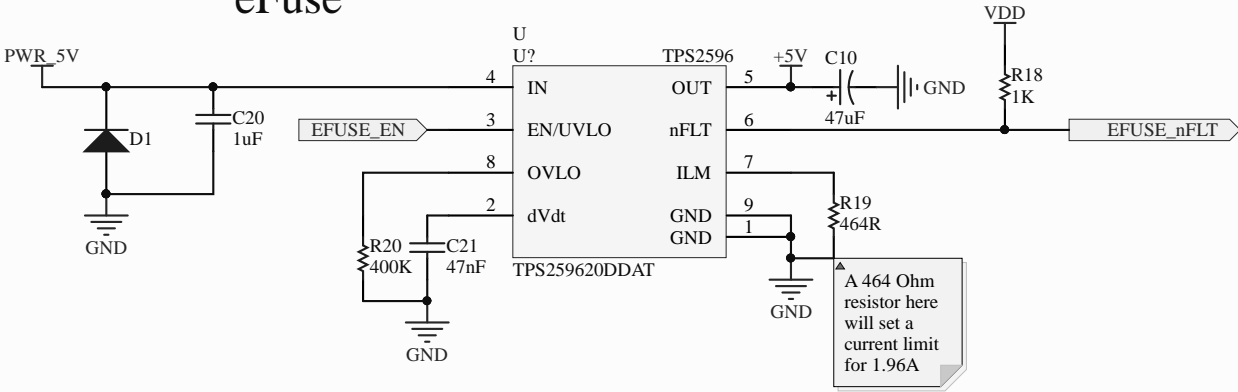 eFuse
U
U?
TPS2596
VDD
PWR_5V
+5V
C10
4
IN
OUT
5
GND
R18
1K
C20
1uF
47uF
D1
EFUSE_EN
3
EN/UVLO
nFLT
6
EFUSE_nFLT
8
OVLO
ILM
7
2
dVdt
GND
9
R19
464R
GND
1
GND
R20
400K
C21
47nF
TPS259620DDAT
GND
GND
A 464 Ohm
resistor here
will set a
current limit
for 1.96A